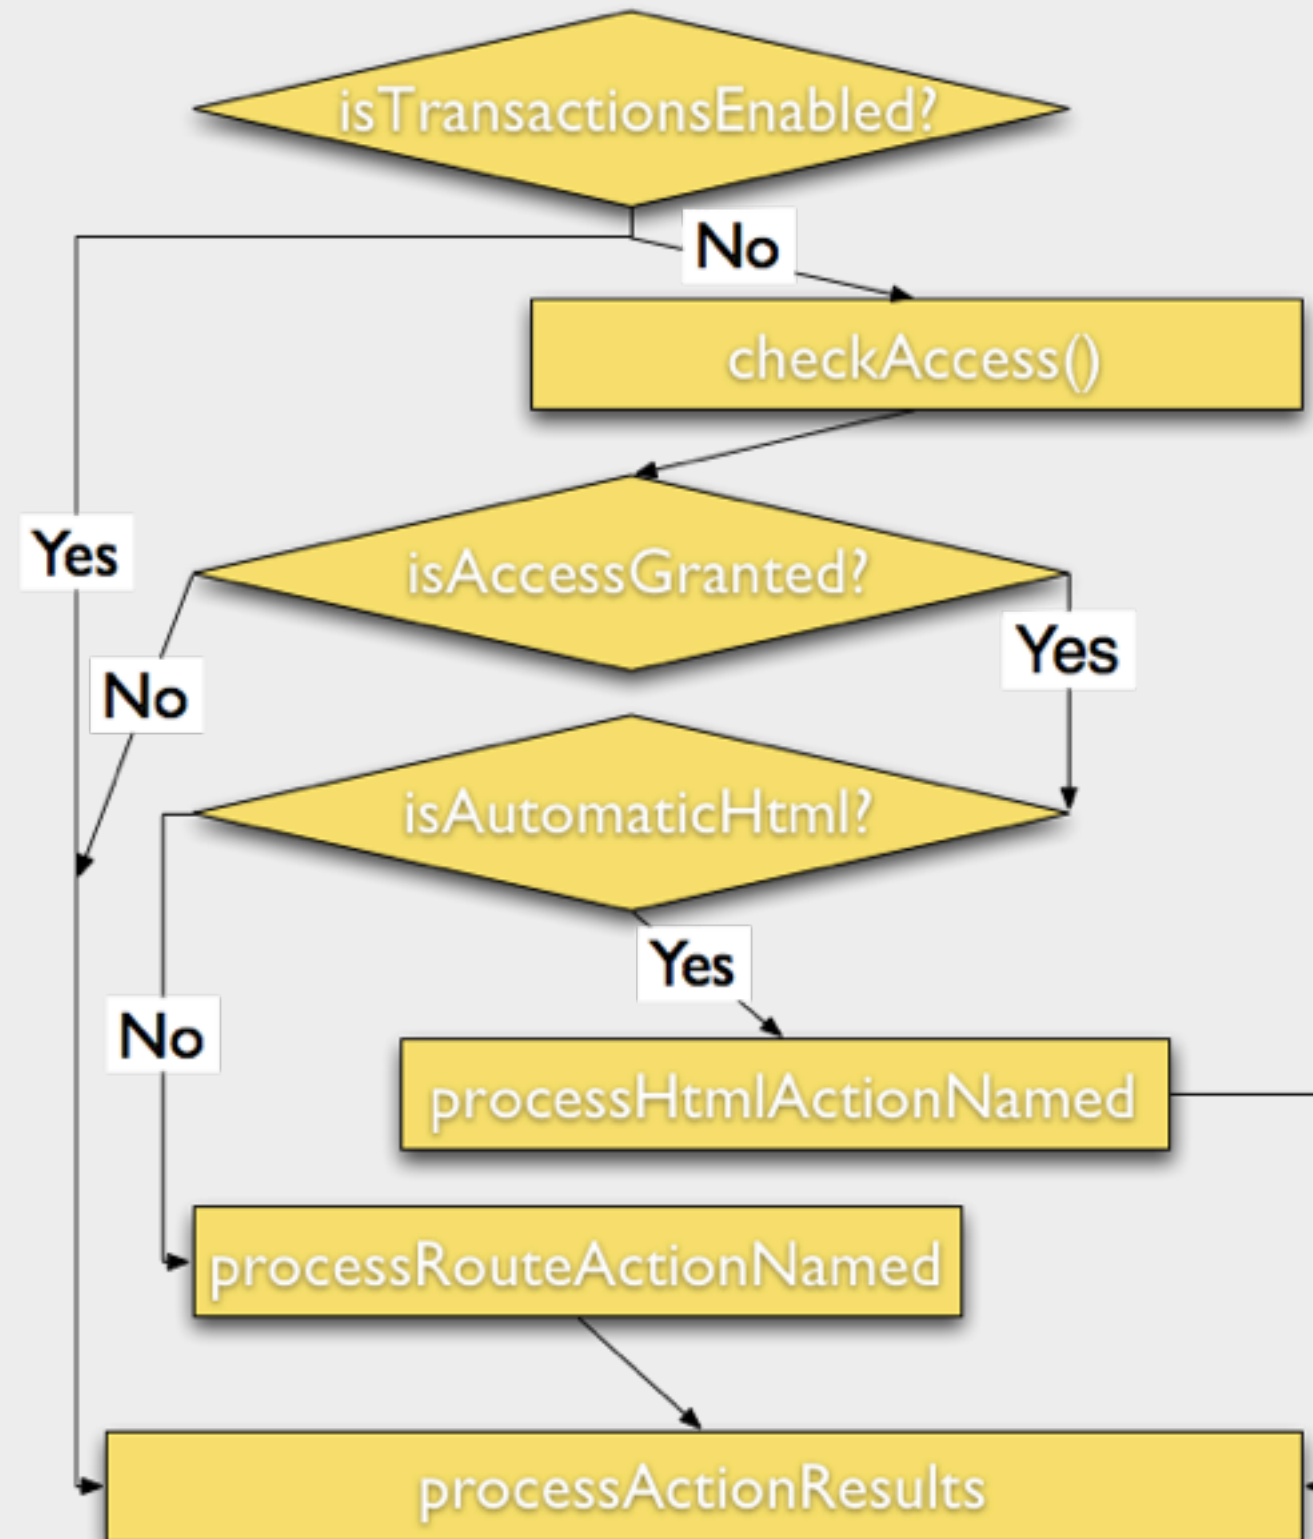 isTransactionsEnabled?
No
checkAccess()
Yes
isAccessGranted?
Yes
No
isAutomaticHtml?
Yes
No
processHtmlActionNamed
processRouteActionNamed
processActionResults